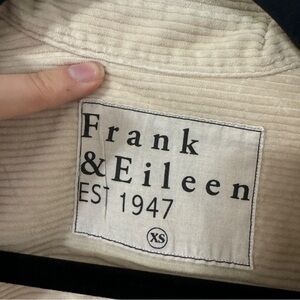 Frank
& Eileen
EST 1947
XS